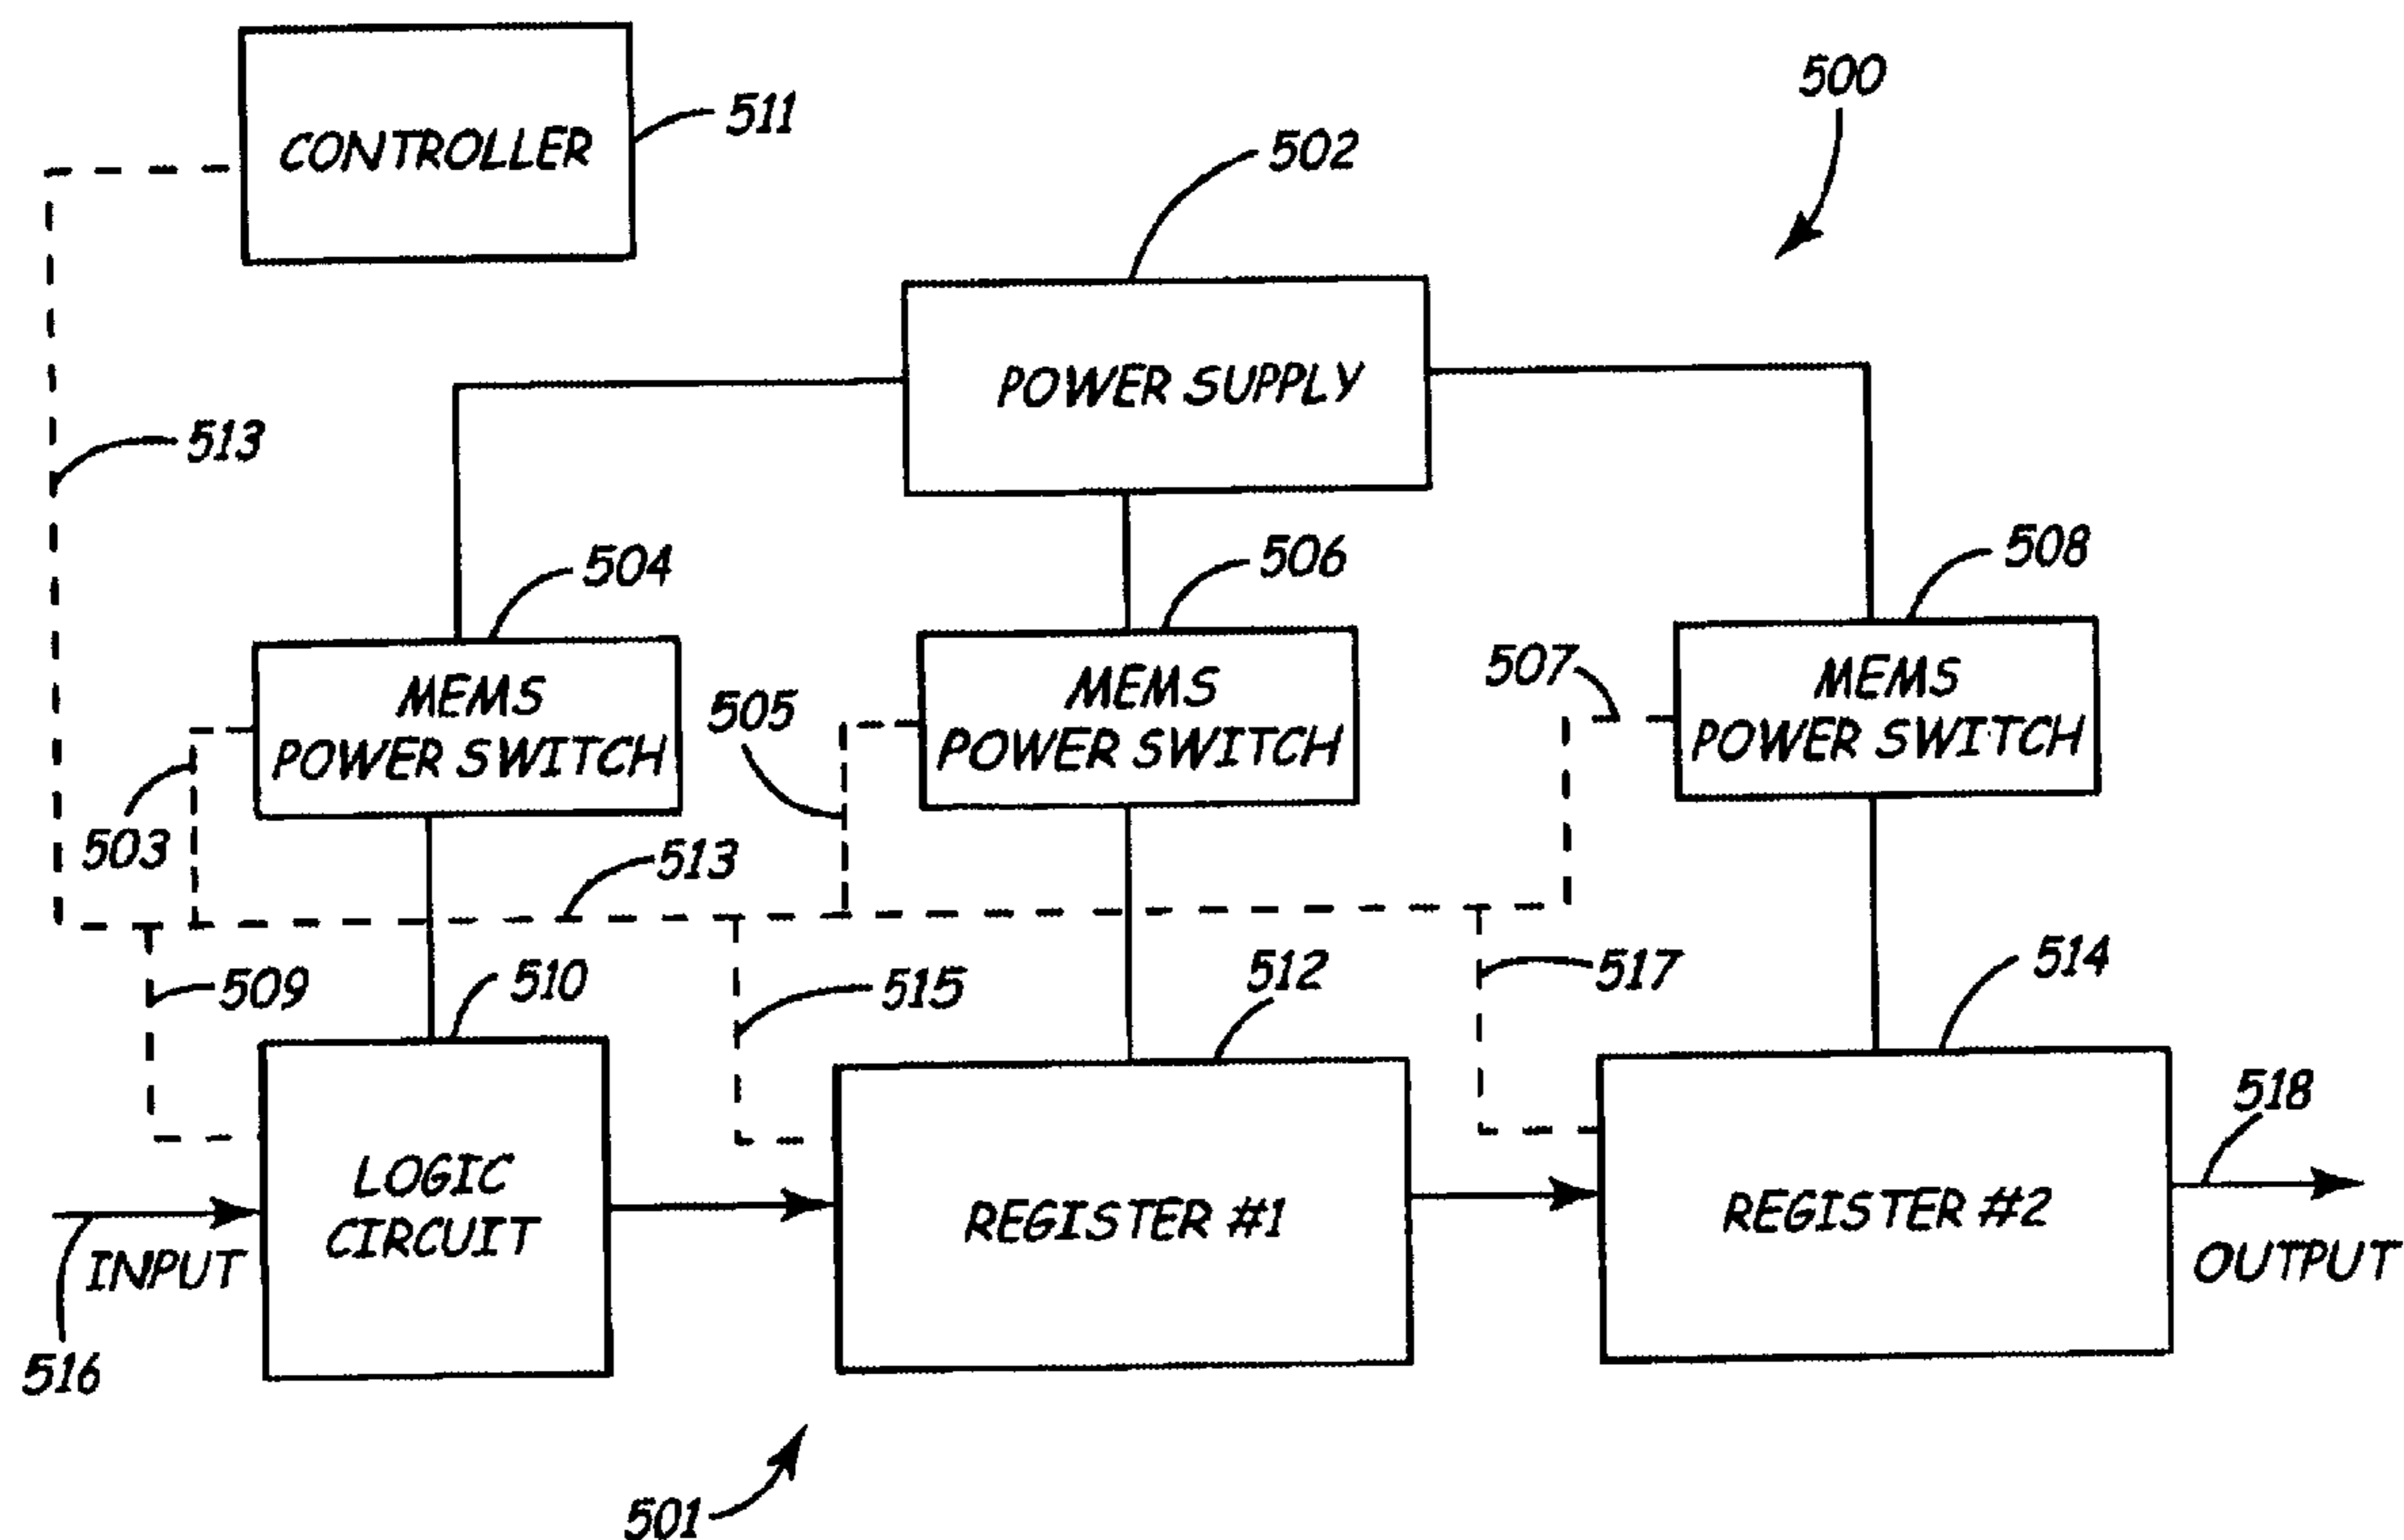 CONTROLLER
511
500
502
POWER SUPPLY
513
504
506
508
MEMS
POWER SWITCH
505
MEMS
POWER SWITCH
507
MEMS
POWER SWITCH
503
513
509
510
515
512
517
514
518
LOGIC
CIRCUIT
REGISTER #1
REGISTER #2
INPUT
OUTPUT
516
501